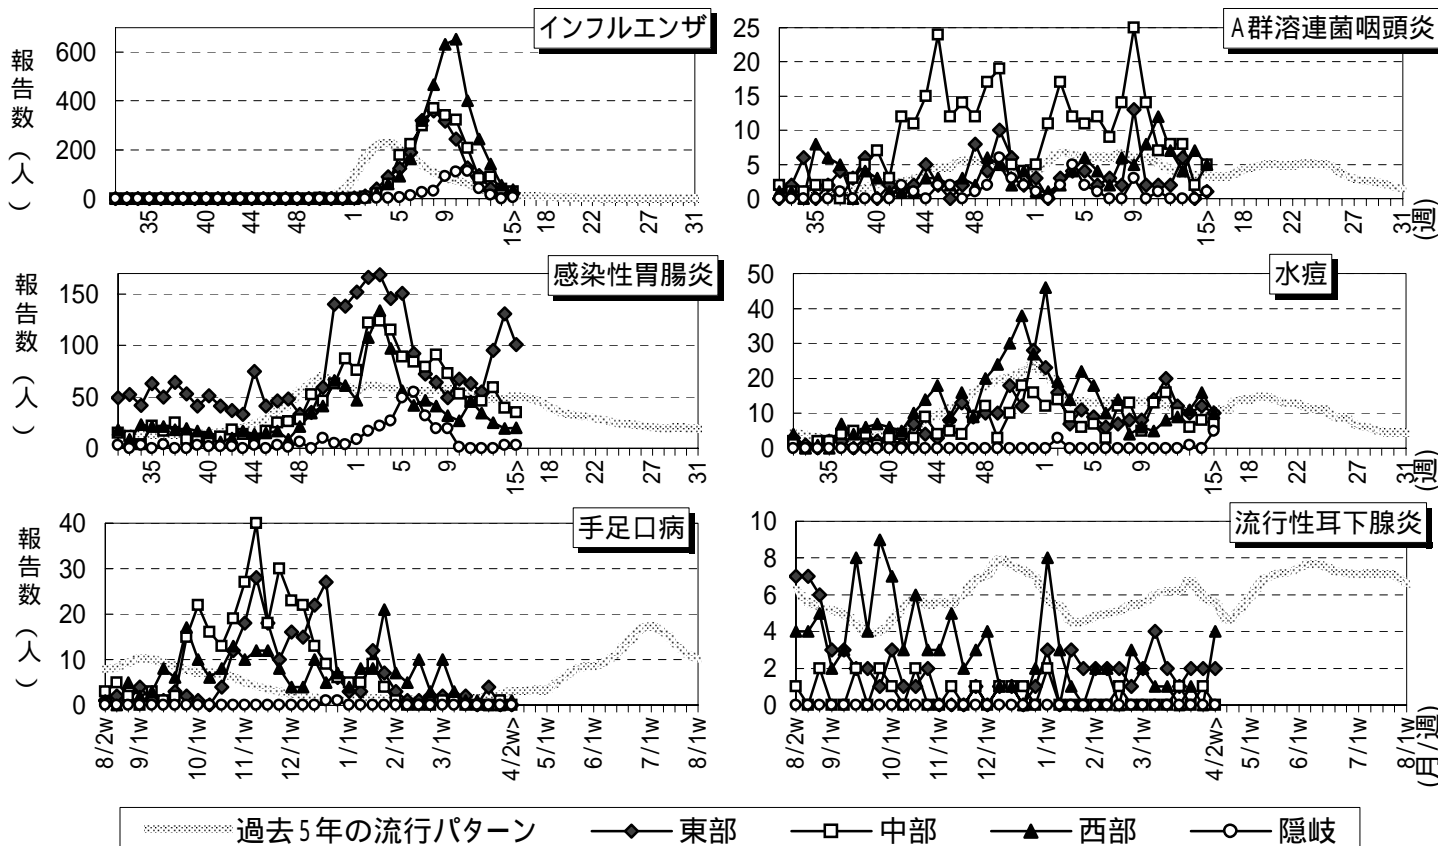 インフルエンザ
報告数(人)
600
400
200
0
35
40
44
48
1
5
9
15>
18
22
27
31
A群溶連菌咽頭炎
25
20
15
10
5
0
35
40
44
48
1
5
9
15>
18
22
27
31
(週)
感染性胃腸炎
報告数(人)
150
100
50
0
35
40
44
48
1
5
9
15>
18
22
27
31
水痘
50
40
30
20
10
0
35
40
44
48
1
5
9
15>
18
22
27
31
(週)
手足口病
報告数(人)
40
30
20
10
0
8/2w
9/1w
10/1w
11/1w
12/1w
1/1w
2/1w
3/1w
4/2w>
5/1w
6/1w
7/1w
8/1w
流行性耳下腺炎
10
8
6
4
2
0
8/2w
9/1w
10/1w
11/1w
12/1w
1/1w
2/1w
3/1w
4/2w>
5/1w
6/1w
7/1w
8/1w
(月/週)
過去5年の流行パターン 東部 中部 西部 隠岐